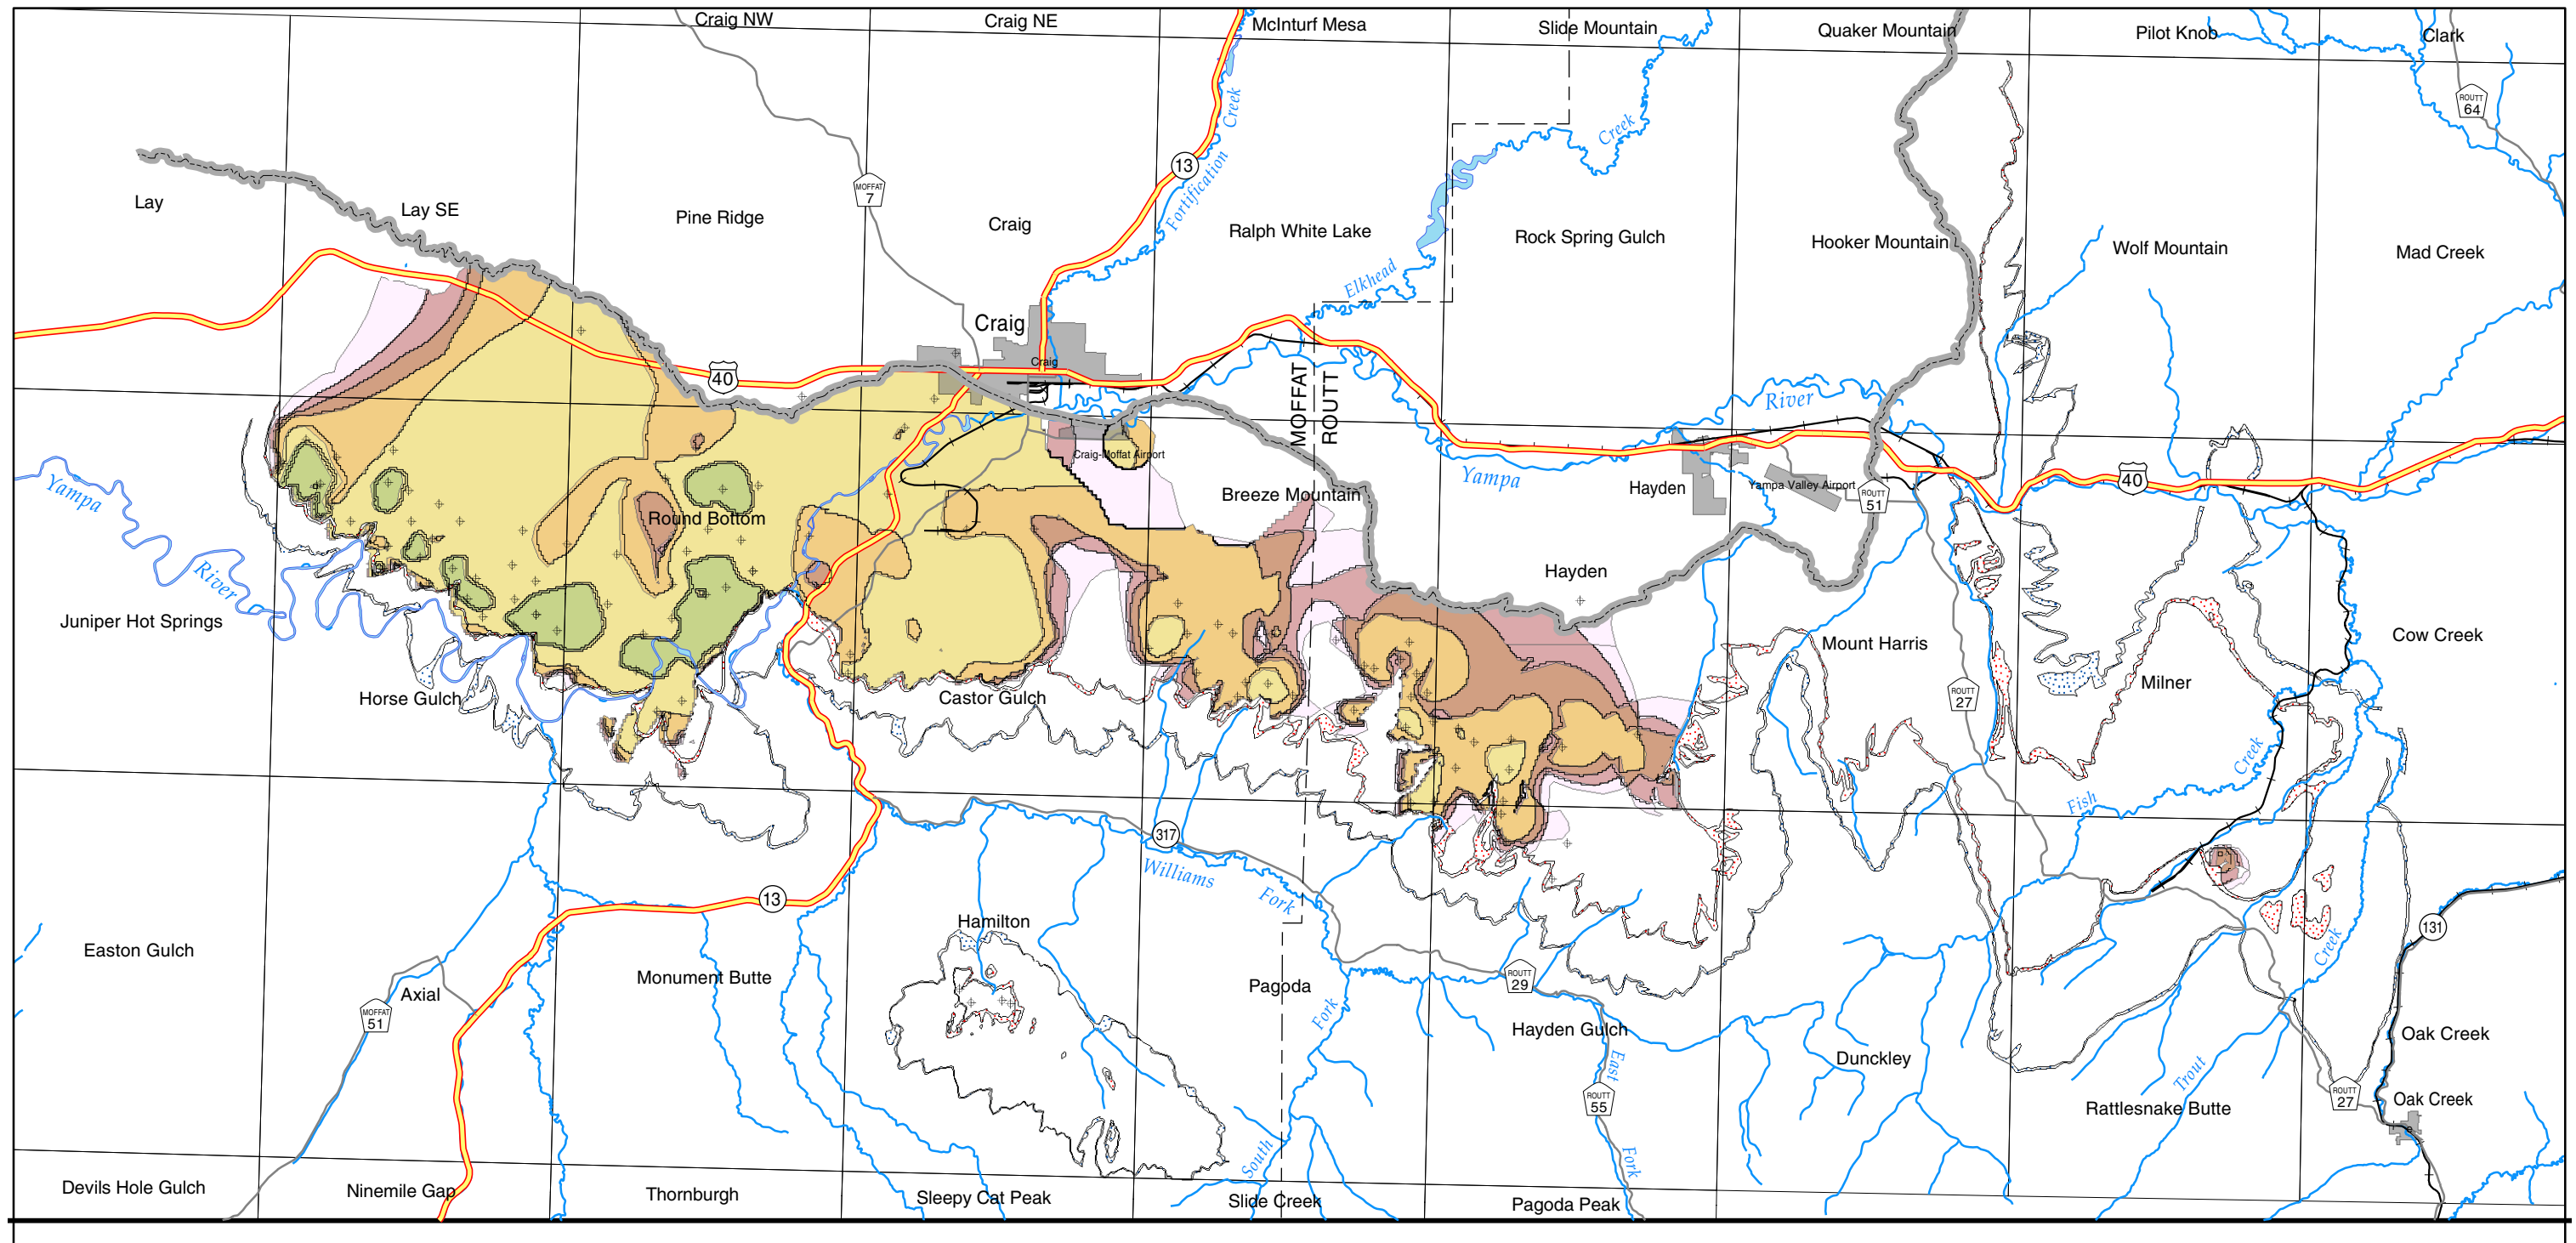 Craig NW
Craig NE
McInturf Mesa
Slide Mountain
Quaker Mountain
Pilot Knob
Clark
ROUTT
64
Creek
Creek
13
Fortification
MOFFAT
7
Lay
Lay SE
Pine Ridge
Craig
Ralph White Lake
Rock Spring Gulch
Hooker Mountain
Wolf Mountain
Mad Creek
Elkhead
Craig
Craig
40
MOFFAT
ROUTT
River
Craig-Moffat Airport
Yampa
Yampa
Breeze Mountain
Hayden
Yampa Valley Airport
ROUTT
51
40
Round Bottom
River
Hayden
Juniper Hot Springs
Mount Harris
Cow Creek
Horse Gulch
Castor Gulch
ROUTT
27
Milner
Creek
Fish
317
Williams
Fork
13
Hamilton
131
Creek
Easton Gulch
Monument Butte
Axial
MOFFAT
51
Pagoda
ROUTT
29
Fork
Hayden Gulch
East
Dunckley
Oak Creek
Trout
ROUTT
55
ROUTT
27
Oak Creek
Rattlesnake Butte
South
Fork
Devils Hole Gulch
Ninemile Gap
Thornburgh
Sleepy Cat Peak
Slide Creek
Pagoda Peak